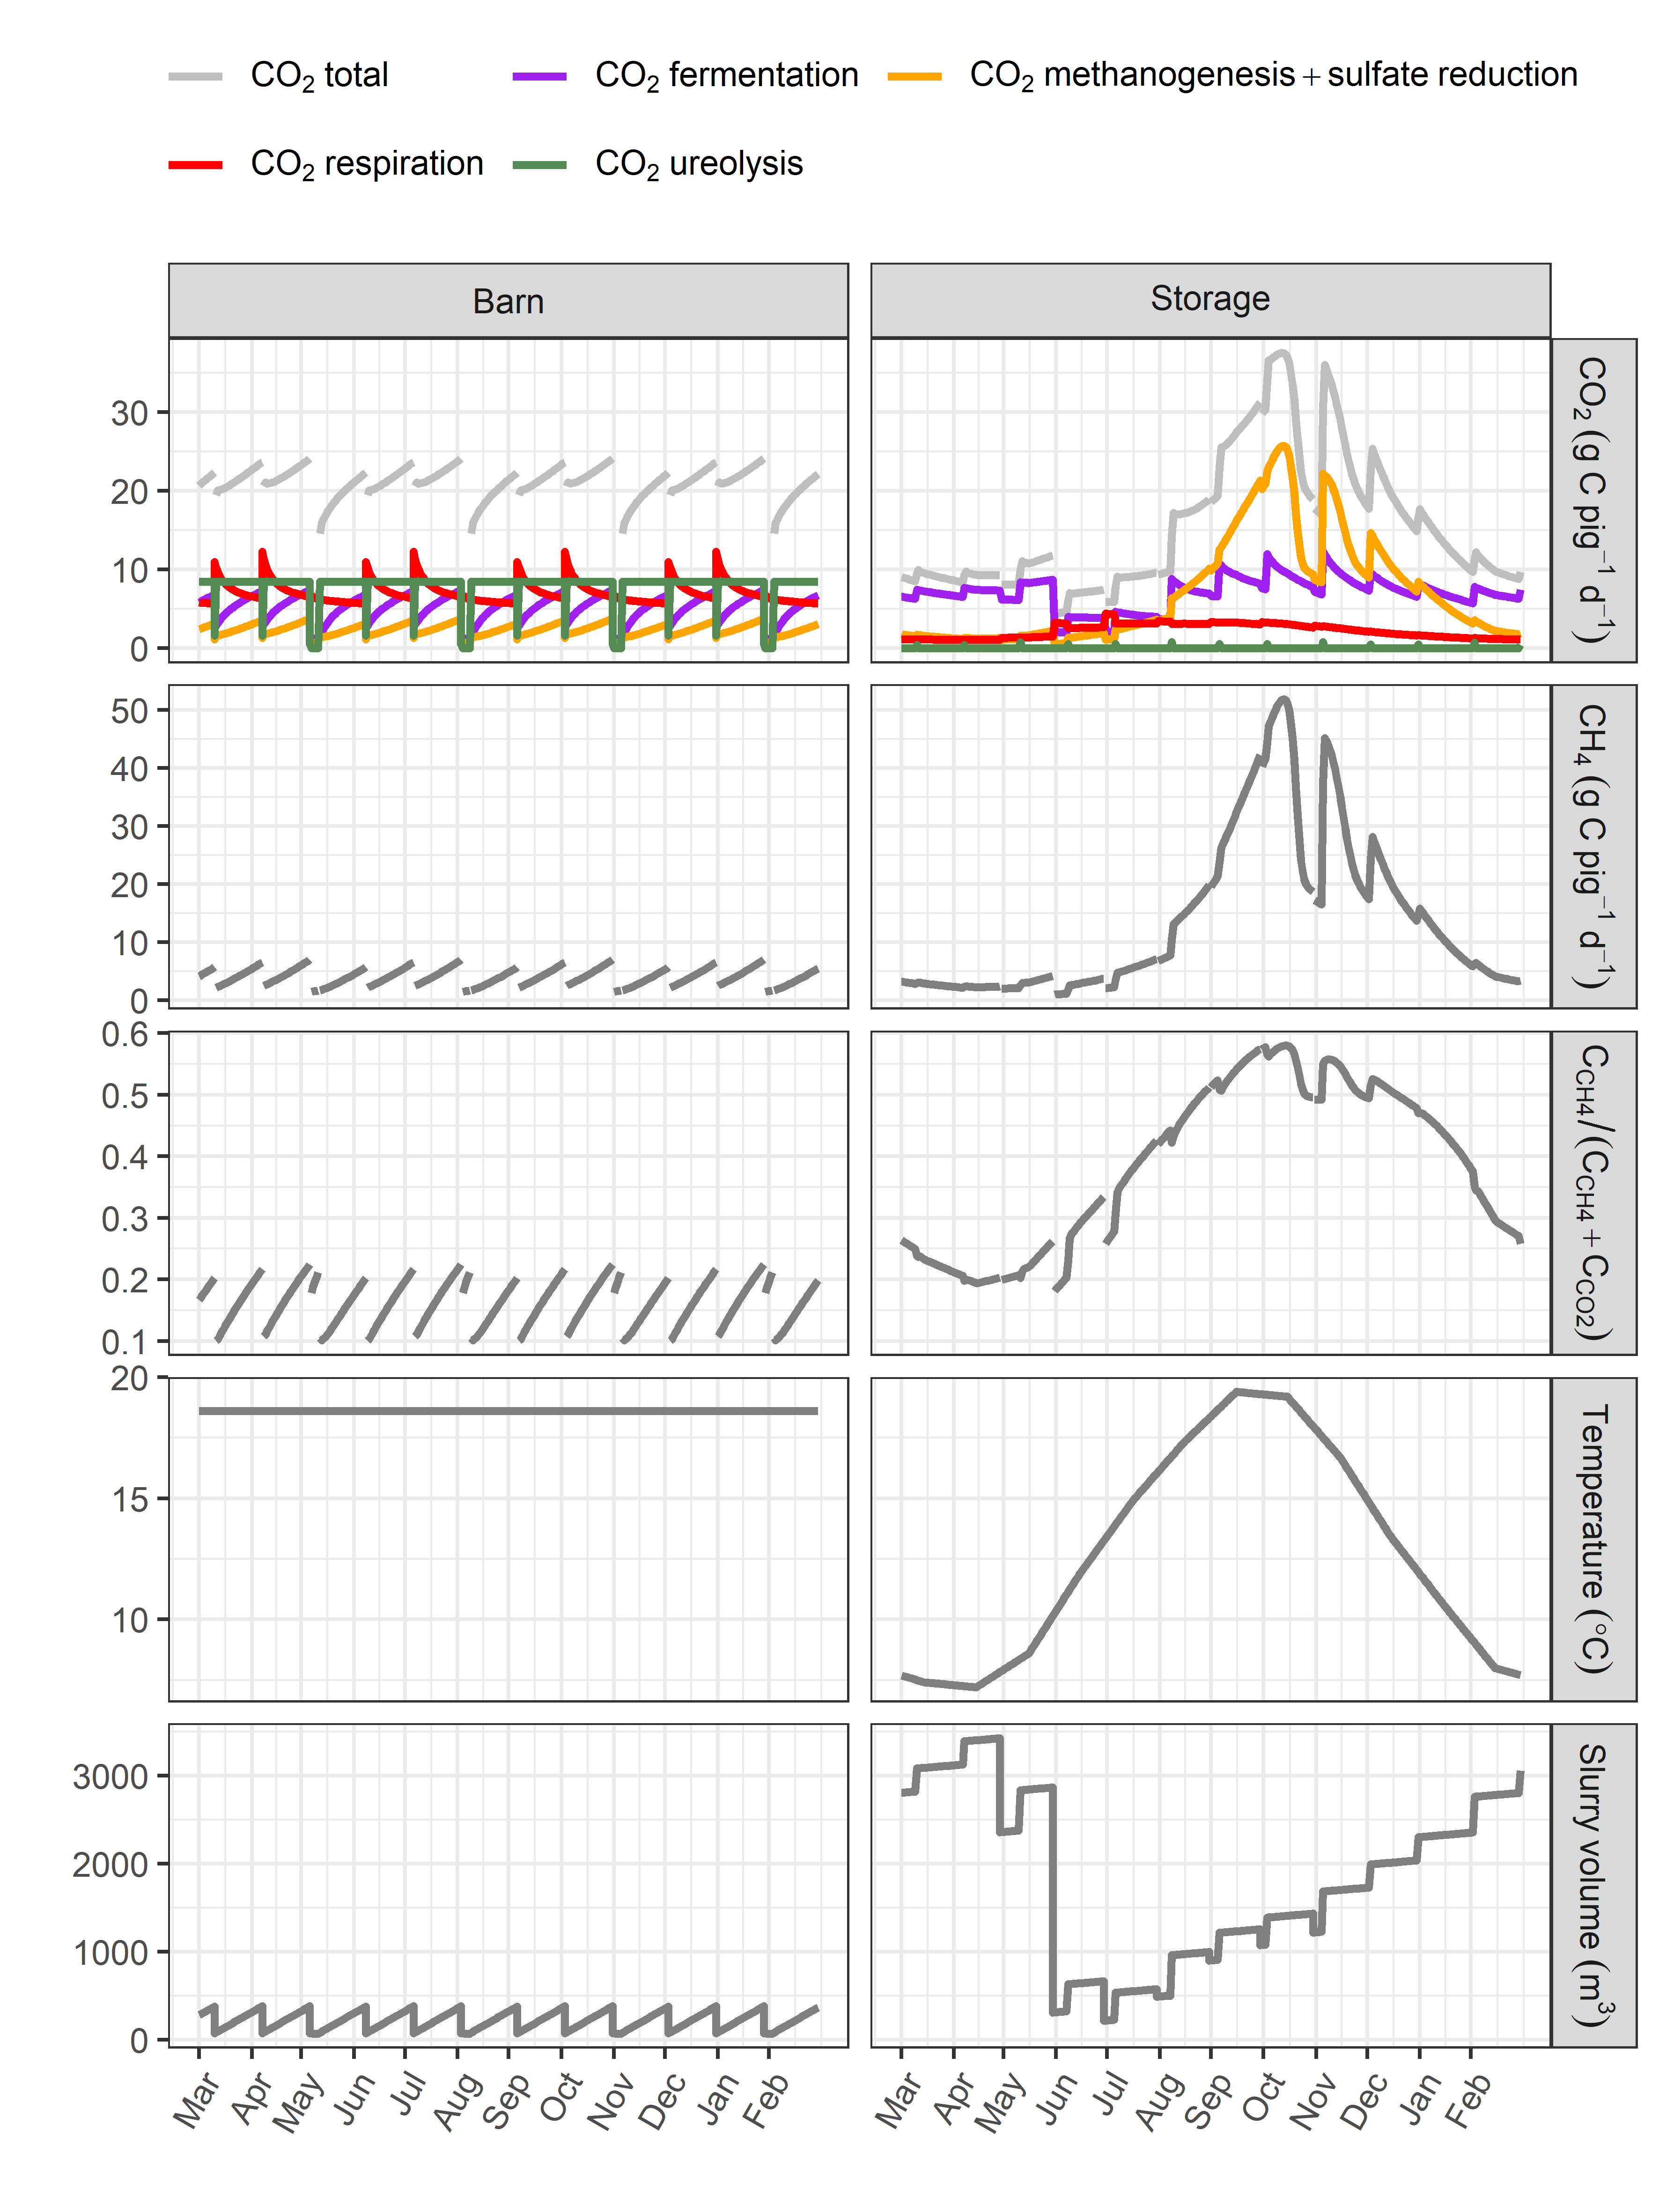 CO₂ total CO₂ fermentation CO₂ methanogenesis + sulfate reduction
CO₂ respiration CO₂ ureolysis
Barn Storage
30
20
10
0
CO₂ (g C pig⁻¹ d⁻¹)
50
40
30
20
10
0
CH₄ (g C pig⁻¹ d⁻¹)
0.6
0.5
0.4
0.3
0.2
0.1
C_CH4/(C_CH4 + C_CO2)
20
15
10
Temperature (°C)
3000
2000
1000
0
Slurry volume (m³)
Mar Apr May Jun Jul Aug Sep Oct Nov Dec Jan Feb Mar Apr May Jun Jul Aug Sep Oct Nov Dec Jan Feb